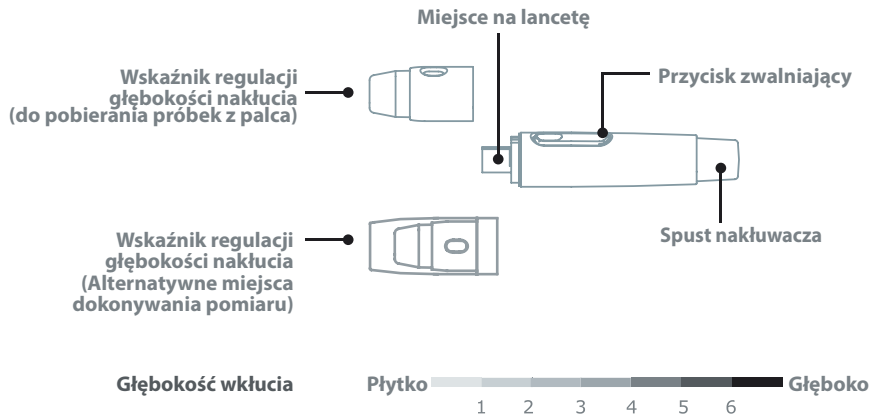 Miejsce na lancetę
Wskaźnik regulacji
głębokości nakłucia
(do pobierania próbek z palca)
Przycisk zwalniający
Wskaźnik regulacji
głębokości nakłucia
(Alternatywne miejsca
dokonywania pomiaru)
Spust nakłuwacza
Głębokość wkłucia
Płytko
Głęboko
1 2 3 4 5 6